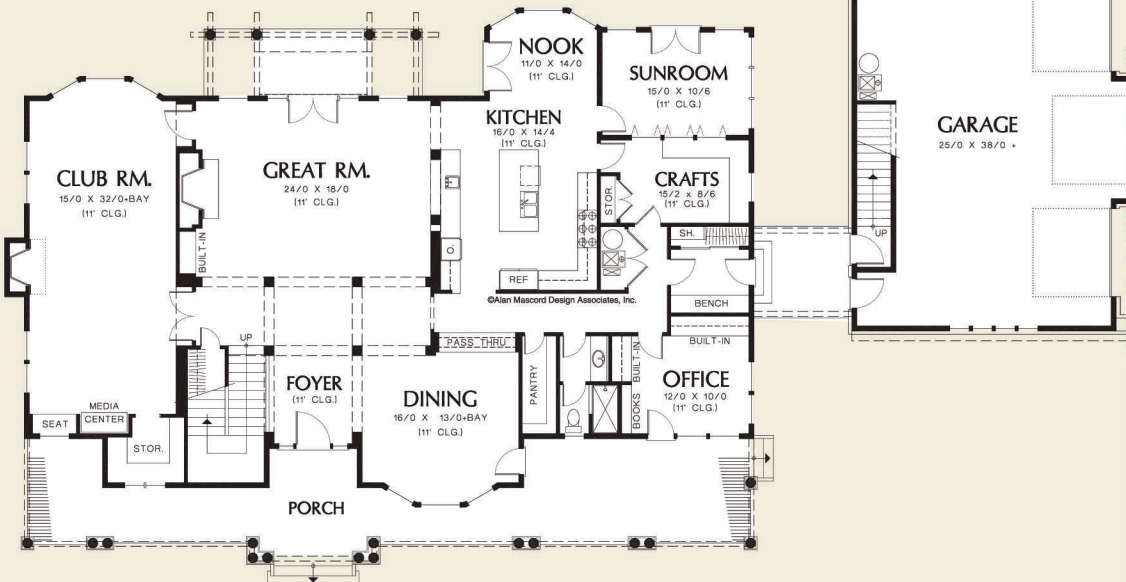 NOOK
11/0 X 14/0
(11' CLG.)
SUNROOM
15/0 X 10/6
(11' CLG.)
KITCHEN
16/0 X 14/4
(11' CLG.)
GARAGE
25/0 X 38/0 +
UP
CLUB RM.
15/0 X 32/0+BAY
(11' CLG.)
GREAT RM.
24/0 X 18/0
(11' CLG.)
CRAFTS
15/2 X 8/6
(11' CLG.)
STOR.
SH.
BUILT-IN
O.
REF
BENCH
©Alan Mascord Design Associates, Inc.
UP
PASS THRU
BUILT-IN
FOYER
(11' CLG.)
DINING
16/0 X 13/0+BAY
(11' CLG.)
PANTRY
BOOKS BUILT-IN
OFFICE
12/0 X 10/0
(11' CLG.)
MEDIA
CENTER
SEAT
STOR.
PORCH